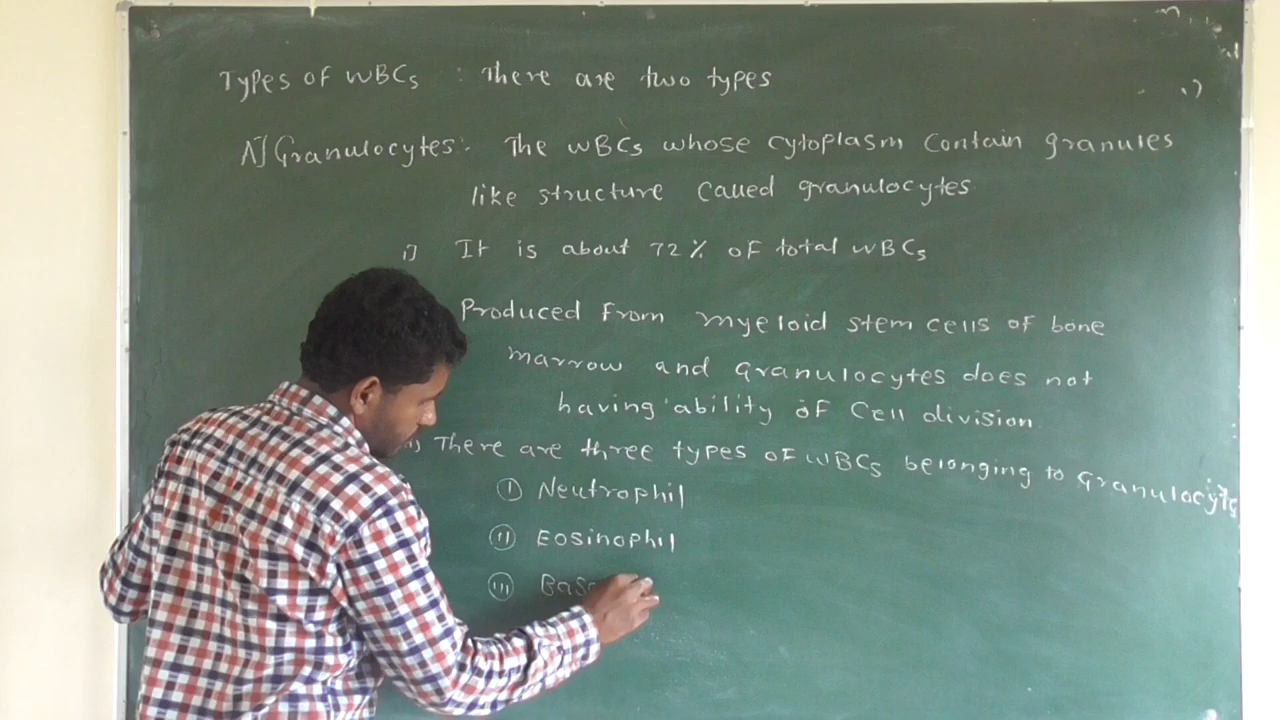 Types of WBCs : There are two types
A] Granulocytes :- The WBCs whose cytoplasm contain granules
like structure called granulocytes
i] It is about 72% of total WBCs
Produced from myeloid stem cells of bone
marrow and granulocytes does not
having ability of cell division.
There are three types of WBCs belonging to granulocytes
(i) Neutrophil
(ii) Eosinophil
(iii) Bas